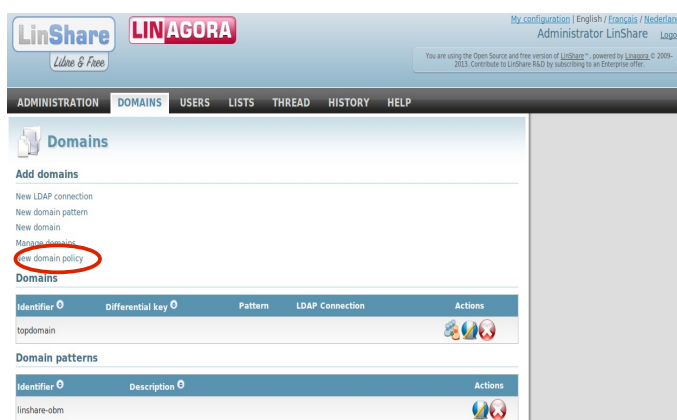 My configuration | English / Français / Nederlan
Administrator LinShare Logo
LinShare
Libre & Free
LINAGORA
You are using the Open Source and free version of LinShare™, powered by Linagora © 2009-
2013. Contribute to LinShare R&D by subscribing to an Enterprise offer.
ADMINISTRATION DOMAINS USERS LISTS THREAD HISTORY HELP
Domains
Add domains
New LDAP connection
New domain pattern
New domain
Manage domains
New domain policy
Domains
Identifier Differential key Pattern LDAP Connection Actions
topdomain
Domain patterns
Identifier Description Actions
linshare-obm